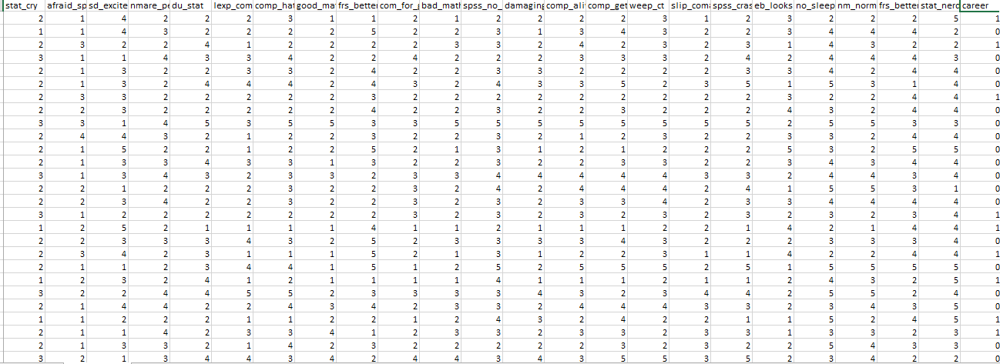 stat_cry afraid_sp sd_excite nmare_pe du_stat lexp_com comp_hat good_ma frs_better com_for_ bad_math spss_no_ damaging comp_ali comp_get weep_ct slip_coma spss_cras eb_looks no_sleep nm_norm frs_better stat_nerd career
2 1 4 2 2 2 3 1 1 2 1 2 2 2 2 3 1 2 3 2 2 2 5 1
1 1 4 3 2 2 2 2 5 2 2 3 1 3 4 3 2 2 3 4 4 4 2 0
2 3 2 2 4 1 2 2 2 2 3 3 2 4 2 3 2 3 1 4 3 2 2 1
3 1 1 4 3 3 4 2 2 4 2 2 2 3 3 3 2 4 2 4 4 4 3 0
2 1 3 2 2 3 3 2 4 2 2 3 3 2 2 2 2 3 3 4 2 4 4 0
2 1 3 2 4 4 4 2 4 3 2 4 3 3 5 2 3 5 1 5 3 1 4 0
2 3 3 2 2 2 2 2 3 2 2 2 2 2 2 2 2 2 3 2 2 4 4 1
2 2 3 2 2 2 2 2 4 2 2 3 2 2 3 2 2 2 4 3 2 4 4 0
3 3 1 4 5 3 5 5 3 3 5 5 5 5 5 5 5 5 2 5 5 3 3 0
2 4 4 3 2 1 2 2 3 2 2 3 2 1 2 3 2 2 3 3 2 4 4 0
2 1 5 2 2 1 2 2 5 2 1 3 1 2 1 2 2 2 5 3 2 5 5 0
2 1 3 3 4 3 3 1 3 2 2 3 2 2 3 3 2 2 3 4 3 4 4 0
3 1 3 4 3 2 3 3 2 3 3 4 4 4 4 4 3 3 2 4 4 3 4 0
2 2 1 2 2 2 3 2 2 3 2 4 2 4 4 4 2 4 1 5 5 3 1 0
2 2 3 4 2 2 2 2 3 3 2 3 2 3 3 4 2 3 3 4 4 4 4 0
3 1 2 2 2 2 2 2 2 3 2 3 2 3 2 2 2 3 2 3 2 3 4 1
1 2 5 2 1 1 1 1 4 1 1 2 1 1 1 2 2 1 4 2 1 4 4 1
2 2 3 3 3 4 3 2 5 2 3 3 3 3 4 3 2 2 2 3 3 3 4 0
2 3 4 2 3 1 1 1 5 2 1 3 1 2 2 3 1 1 4 2 2 4 4 1
2 1 1 2 3 4 4 1 5 1 2 5 2 5 2 2 5 5 1 5 5 5 5 0
1 2 3 2 4 1 2 1 1 1 1 4 1 1 1 2 1 1 2 4 3 2 5 1
3 2 2 4 4 5 5 2 3 3 3 3 4 3 2 3 4 4 2 5 5 2 4 0
2 1 4 4 2 2 4 3 4 2 3 3 2 4 4 4 3 3 2 3 4 3 5 0
1 1 2 2 2 1 1 2 2 1 2 4 3 2 4 2 2 1 1 5 2 4 5 1
2 1 1 4 2 3 3 4 1 2 3 3 2 3 3 2 3 3 1 3 3 2 3 1
2 1 3 3 2 1 4 2 3 2 2 2 2 2 3 2 3 2 2 5 4 3 3 0
3 2 1 3 4 4 3 4 2 4 4 3 4 3 5 5 3 5 2 3 4 2 2 0